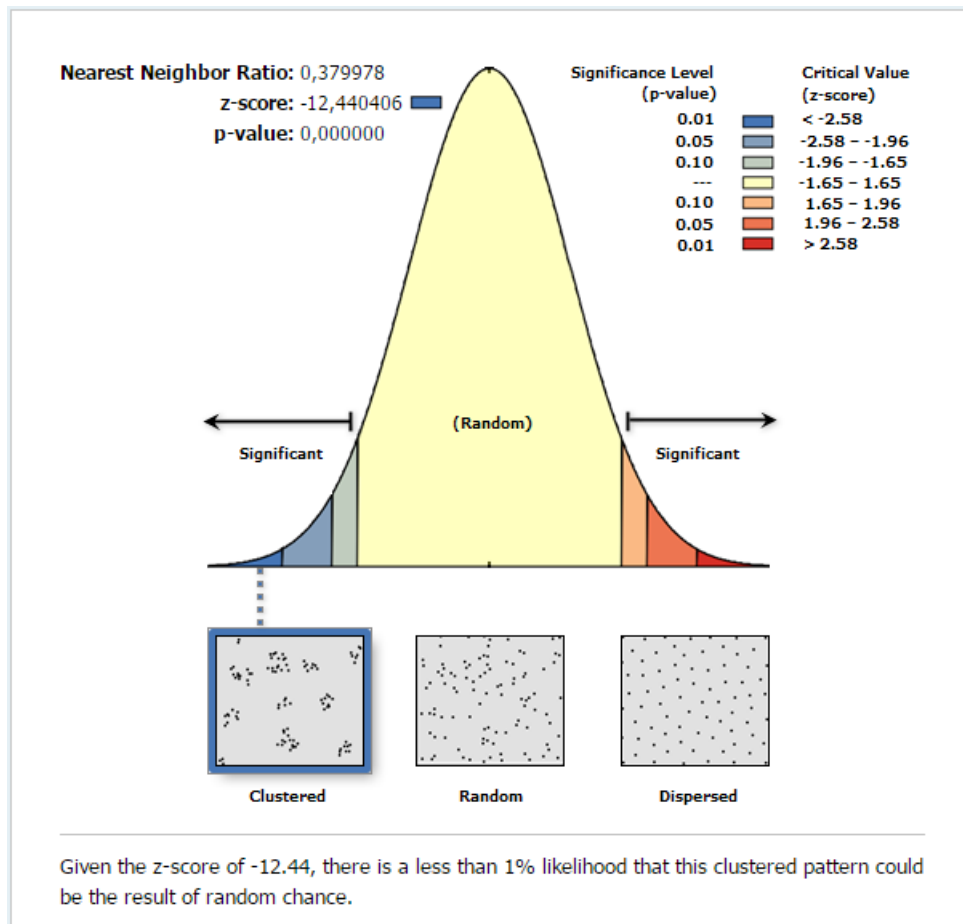 Nearest Neighbor Ratio: 0,379978
z-score: -12,440406
p-value: 0,000000
Significance Level Critical Value
(p-value) (z-score)
0.01 < -2.58
0.05 -2.58 – -1.96
0.10 -1.96 – -1.65
--- -1.65 – 1.65
0.10 1.65 – 1.96
0.05 1.96 – 2.58
0.01 > 2.58
(Random)
Significant Significant
Clustered Random Dispersed
Given the z-score of -12.44, there is a less than 1% likelihood that this clustered pattern could
be the result of random chance.